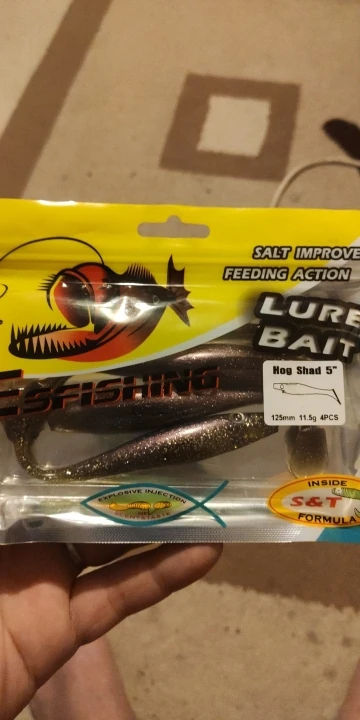 SALT IMPROVE
FEEDING ACTION
LURE
BAIT
ESFISHING
Hog Shad 5"
125mm 11.5g 4PCS
EXPLOSIVE INJECTION
INSIDE
S&T
FORMULA